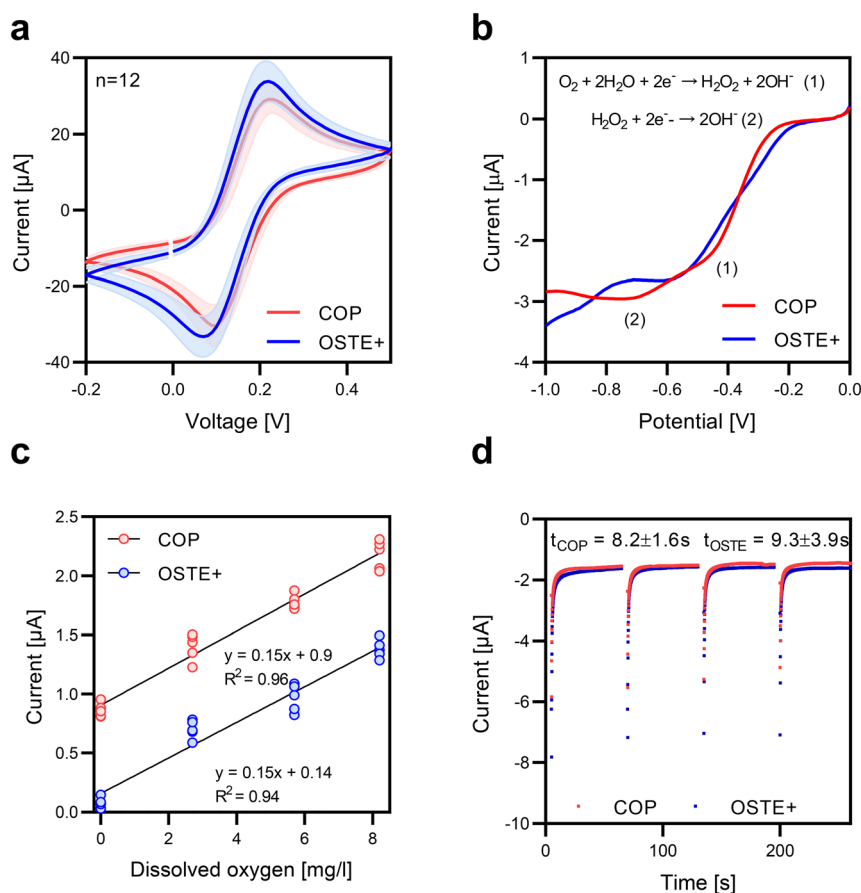 a
n=12
40
20
0
-20
-40
Current [µA]
-0.2
0.0
0.2
0.4
Voltage [V]
COP
OSTE+
b
O₂ + 2H₂O + 2e⁻ → H₂O₂ + 2OH⁻ (1)
H₂O₂ + 2e⁻- → 2OH⁻ (2)
1
0
-1
-2
-3
-4
Current [µA]
(1)
(2)
COP
OSTE+
-1.0
-0.8
-0.6
-0.4
-0.2
0.0
Potential [V]
c
COP
OSTE+
2.5
2.0
1.5
1.0
0.5
0.0
Current [µA]
y = 0.15x + 0.9
R² = 0.96
y = 0.15x + 0.14
R² = 0.94
0
2
4
6
8
Dissolved oxygen [mg/l]
d
t_COP = 8.2±1.6s t_OSTE = 9.3±3.9s
0
-2
-4
-6
-8
-10
Current [µA]
COP
OSTE+
0
100
200
Time [s]